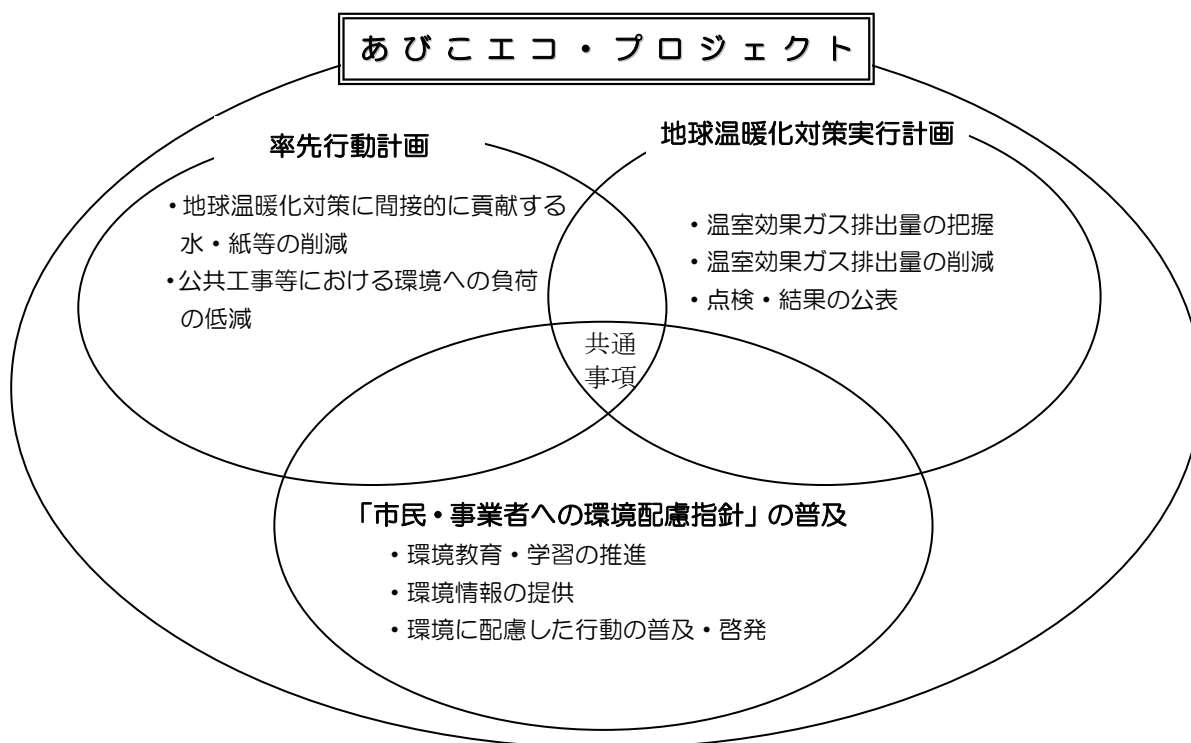 あびこエコ・プロジェクト
率先行動計画
・地球温暖化対策に間接的に貢献する
水・紙等の削減
・公共工事等における環境への負荷
の低減
地球温暖化対策実行計画
・温室効果ガス排出量の把握
・温室効果ガス排出量の削減
・点検・結果の公表
共通
事項
「市民・事業者への環境配慮指針」の普及
・環境教育・学習の推進
・環境情報の提供
・環境に配慮した行動の普及・啓発